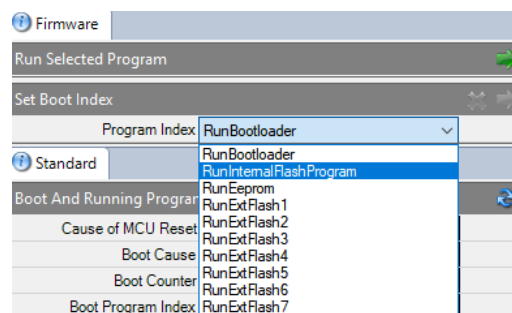 Firmware
Run Selected Program
Set Boot Index
Program Index RunBootloader
RunBootloader
Standard
RunInternalFlashProgram
Boot And Running Prograr RunEeprom
RunExtFlash1
Cause of MCU Reset RunExtFlash2
RunExtFlash3
Boot Cause RunExtFlash4
Boot Counter RunExtFlash5
RunExtFlash6
Boot Program Index RunExtFlash7